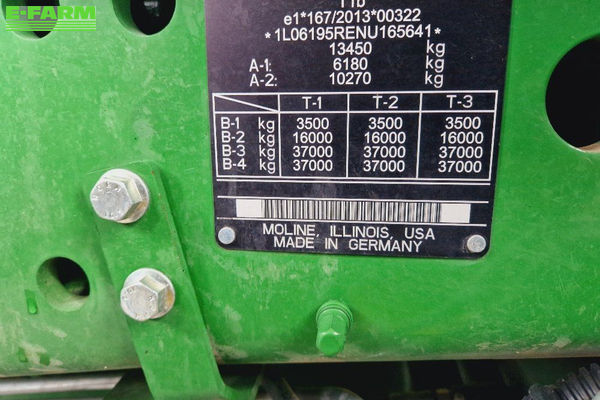 E-FARM
T1b
e1*167/2013*00322
*1L06195RENU165641*
13450 kg
A-1: 6180 kg
A-2: 10270 kg
T-1 T-2 T-3
B-1 kg 3500 3500 3500
B-2 kg 16000 16000 16000
B-3 kg 37000 37000 37000
B-4 kg 37000 37000 37000
MOLINE, ILLINOIS, USA
MADE IN GERMANY